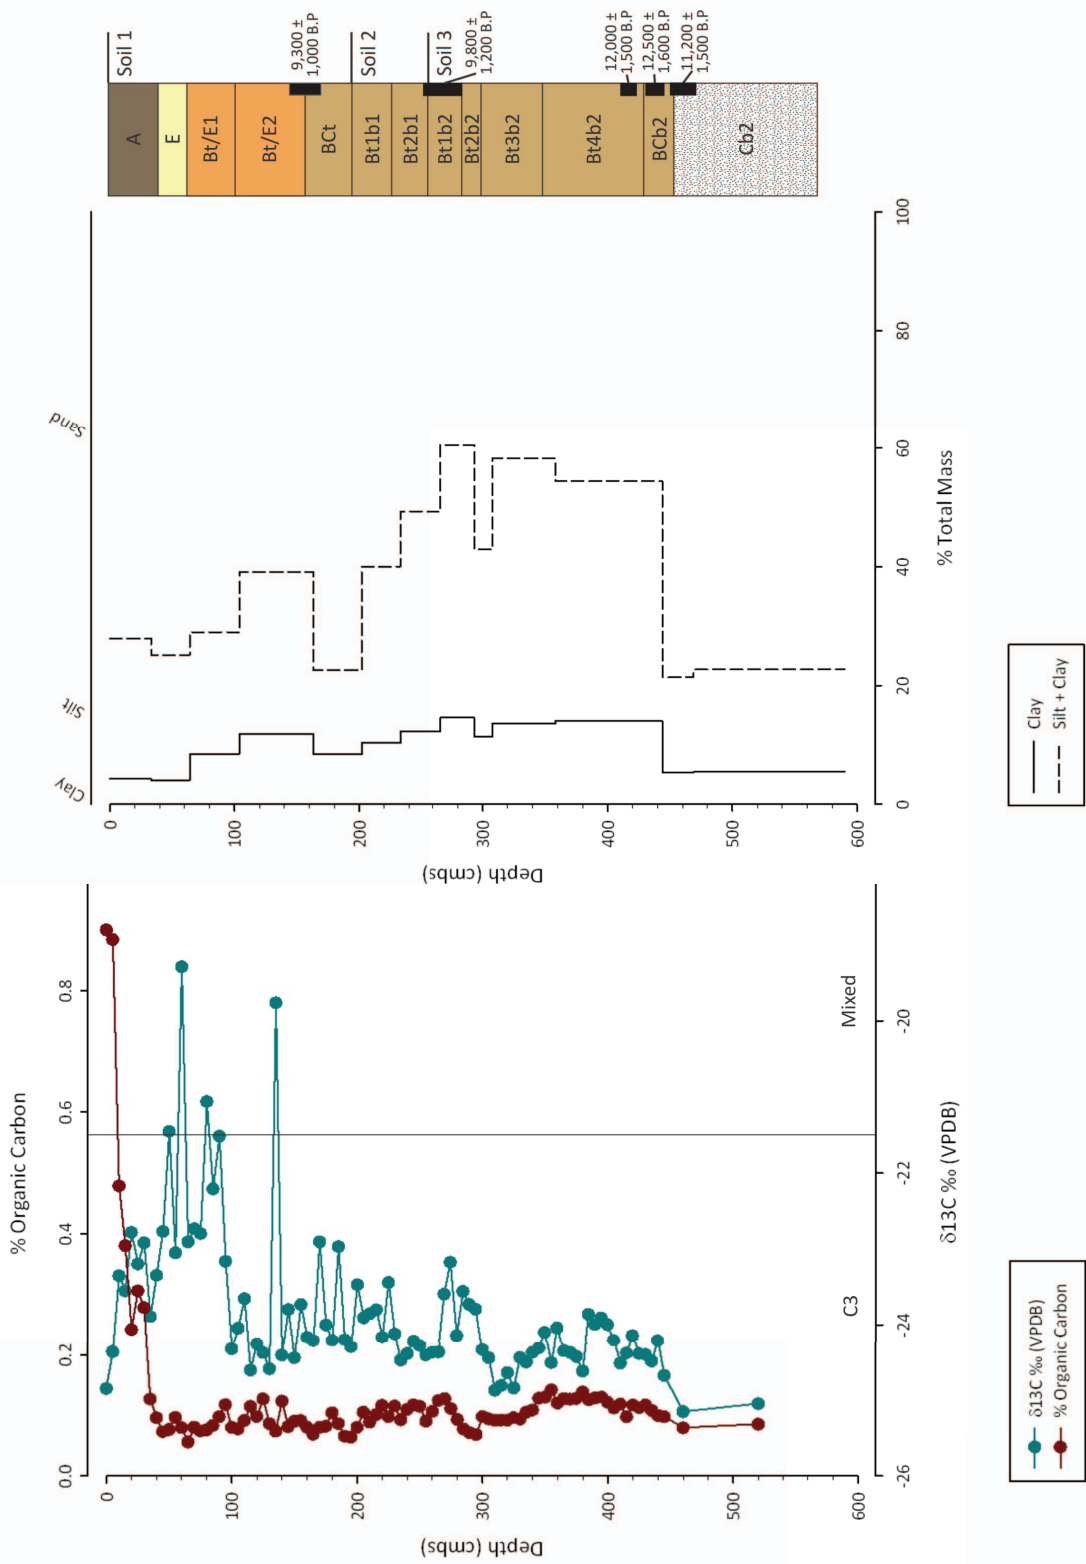 % Organic Carbon
0.0
0.2
0.4
0.6
0.8
Depth (cmbs)
0
100
200
300
400
500
600
C3
Mixed
-26
-24
-22
-20
δ13C ‰ (VPDB)
δ13C ‰ (VPDB)
% Organic Carbon
Clay
Silt
Sand
Depth (cmbs)
0
100
200
300
400
500
600
0
20
40
60
80
100
% Total Mass
Clay
Silt + Clay
A
E
Bt/E1
Bt/E2
BCt
Bt1b1
Bt2b1
Bt1b2
Bt2b2
Bt3b2
Bt4b2
BCb2
Cb2
Soil 1
9,300 ±
1,000 B.P
Soil 2
Soil 3
9,800 ±
1,200 B.P
12,000 ±
1,500 B.P
12,500 ±
1,600 B.P
11,200 ±
1,500 B.P